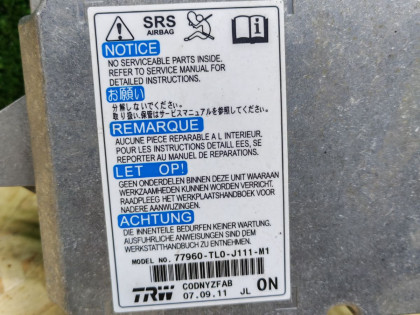 SRS
AIRBAG
NOTICE
NO SERVICEABLE PARTS INSIDE.
REFER TO SERVICE MANUAL FOR
DETAILED INSTRUCTIONS.
お願い
分解しないでください。
取り扱い,保管はサービスマニュアルを参照してください。
REMARQUE
AUCUNE PIECE REPARABLE A L INTERIEUR.
POUR LES INSTRUCTIONS DETAILL EES, SE
REPORTER AU MANUEL DE REPARATIONS.
LET OP!
GEEN ONDERDELEN BINNEN DEZE UNIT WAARAAN
WERKZAAMHEDEN KUNNEN WORDEN VERRICHT.
RAADPLEEG HET WERKPLAATSHANDBOEK VOOR
NADERE AANWIJZINGEN.
ACHTUNG
DIE INNENTEILE BEDURFEN KEINER WARTUNG.
AUSFUHRLICHE ANWEISUNGEN SIND DEM
WERKSTATTHANDBUCH ZU ENTNEHMEN.
MODEL NO. 77960-TL0-J111-M1
TRW
CODNYZFAB
07.09.11 JL
ON